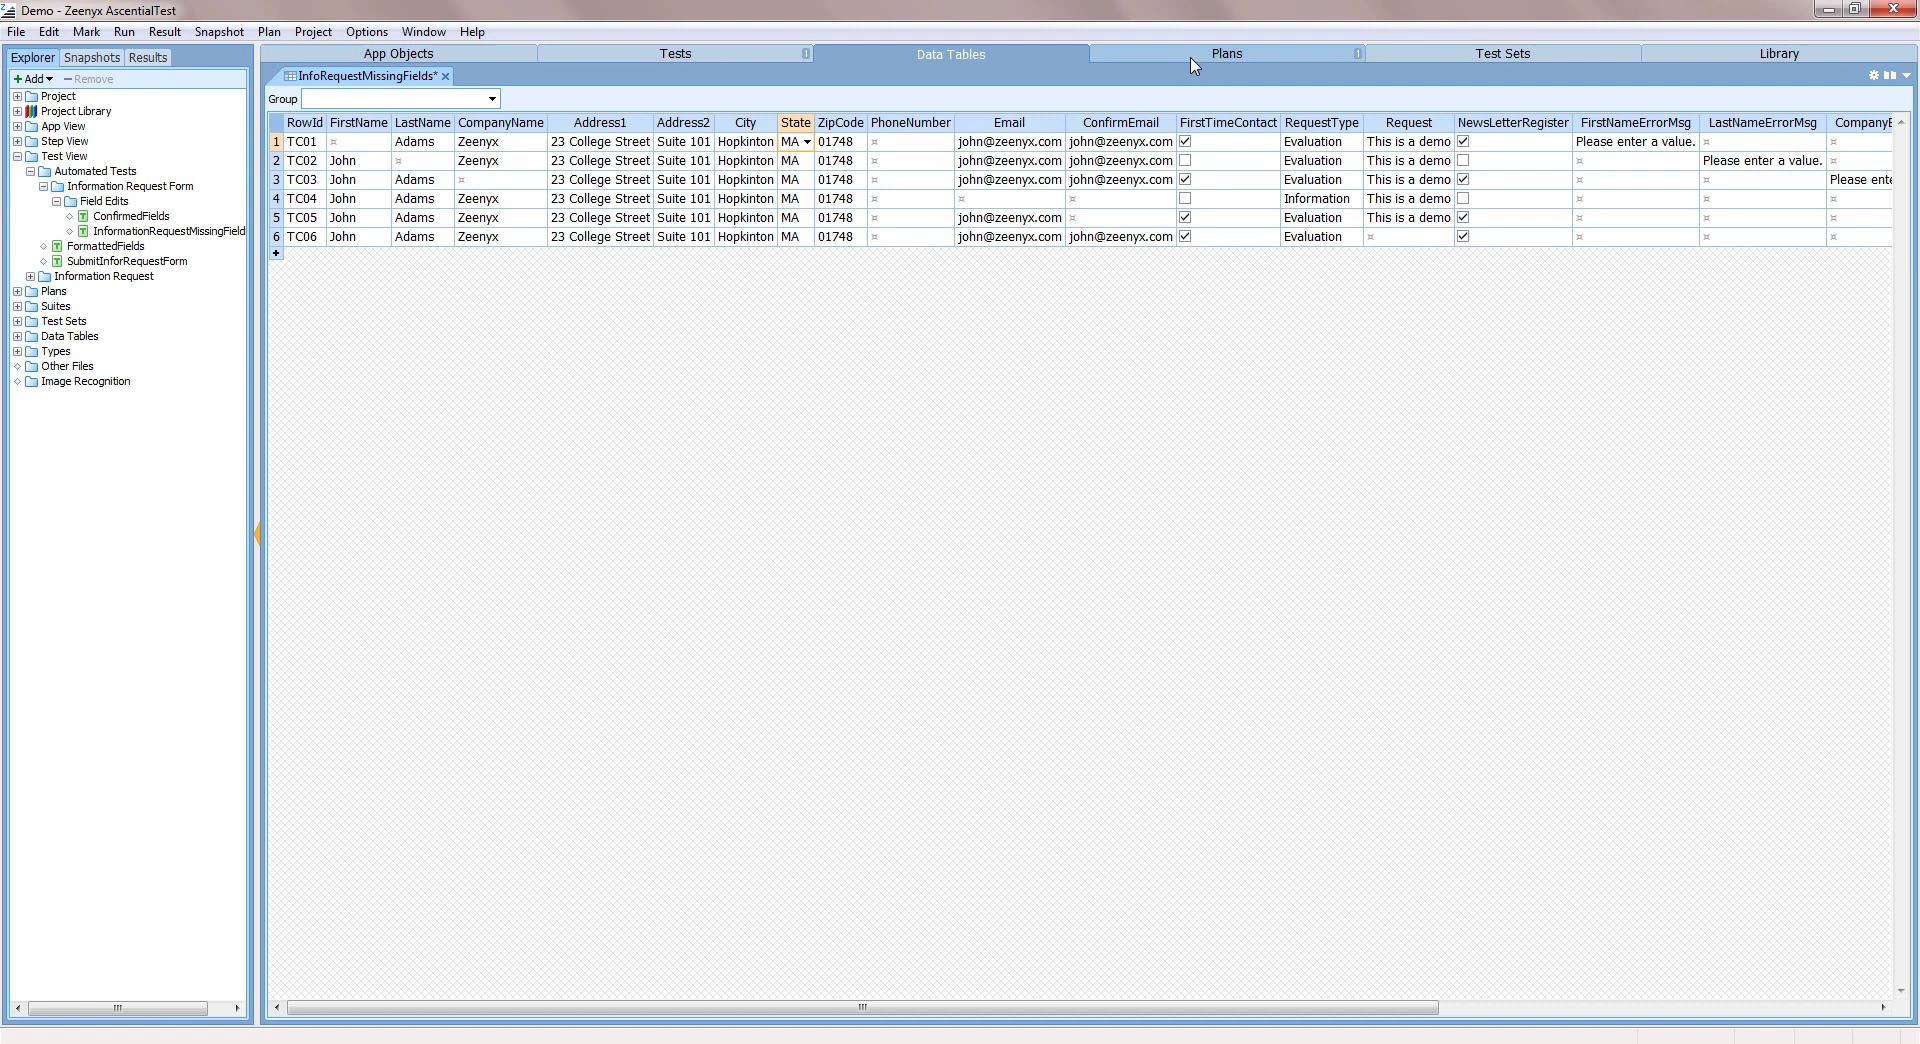 Demo - Zeenyx AscentialTest
File Edit Mark Run Result Snapshot Plan Project Options Window Help
Explorer Snapshots Results
App Objects Tests 1 Data Tables Plans 1 Test Sets Library
+ Add Remove
InfoRequestMissingFields*
Group
Project
Project Library
App View
Step View
Test View
Automated Tests
Information Request Form
Field Edits
ConfirmedFields
InformationRequestMissingField
FormattedFields
SubmitInforRequestForm
Information Request
Plans
Suites
Test Sets
Data Tables
Types
Other Files
Image Recognition
RowId FirstName LastName CompanyName Address1 Address2 City State ZipCode PhoneNumber Email ConfirmEmail FirstTimeContact RequestType Request NewsLetterRegister FirstNameErrorMsg LastNameErrorMsg CompanyE
1 TC01 ¤ Adams Zeenyx 23 College Street Suite 101 Hopkinton MA 01748 ¤ john@zeenyx.com john@zeenyx.com Evaluation This is a demo Please enter a value. ¤ ¤
2 TC02 John ¤ Zeenyx 23 College Street Suite 101 Hopkinton MA 01748 ¤ john@zeenyx.com john@zeenyx.com Evaluation This is a demo ¤ Please enter a value. ¤
3 TC03 John Adams ¤ 23 College Street Suite 101 Hopkinton MA 01748 ¤ john@zeenyx.com john@zeenyx.com Evaluation This is a demo ¤ ¤ Please ente
4 TC04 John Adams Zeenyx 23 College Street Suite 101 Hopkinton MA 01748 ¤ ¤ ¤ Information This is a demo ¤ ¤ ¤
5 TC05 John Adams Zeenyx 23 College Street Suite 101 Hopkinton MA 01748 ¤ john@zeenyx.com ¤ Evaluation This is a demo ¤ ¤ ¤
6 TC06 John Adams Zeenyx 23 College Street Suite 101 Hopkinton MA 01748 ¤ john@zeenyx.com john@zeenyx.com Evaluation ¤ ¤ ¤ ¤